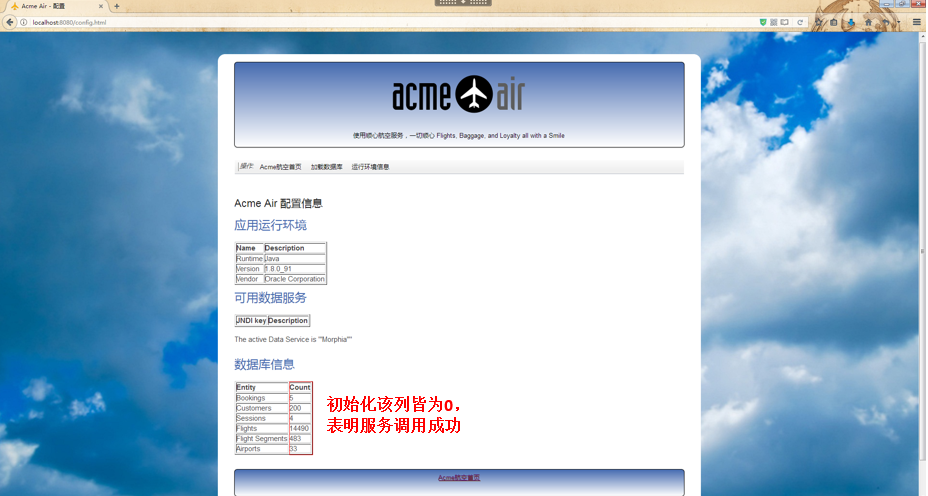 Acme Air - 配置
localhost:8080/config.html
acme air
使用顺心航空服务,一切顺心 Flights, Baggage, and Loyalty all with a Smile
操作: Acme航空首页 加载数据库 运行环境信息
Acme Air 配置信息
应用运行环境
Name Description
Runtime Java
Version 1.8.0_91
Vendor Oracle Corporation
可用数据服务
JNDI key Description
The active Data Service is ""Morphia""
数据库信息
Entity Count
Bookings 5
Customers 200
Sessions 4
Flights 14490
Flight Segments 483
Airports 33
初始化该列皆为0,
表明服务调用成功
Acme航空首页